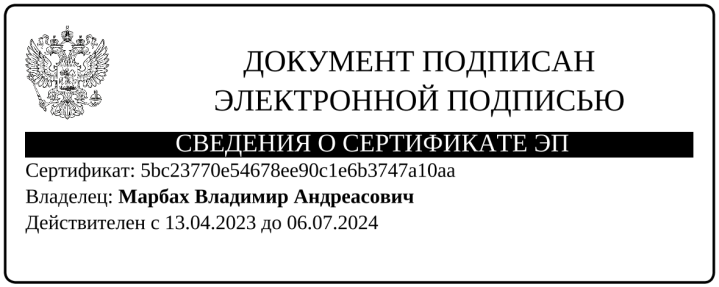 ДОКУМЕНТ ПОДПИСАН
ЭЛЕКТРОННОЙ ПОДПИСЬЮ
СВЕДЕНИЯ О СЕРТИФИКАТЕ ЭП
Сертификат: 5bc23770e54678ee90c1e6b3747a10aa
Владелец: Марбах Владимир Андреасович
Действителен с 13.04.2023 до 06.07.2024